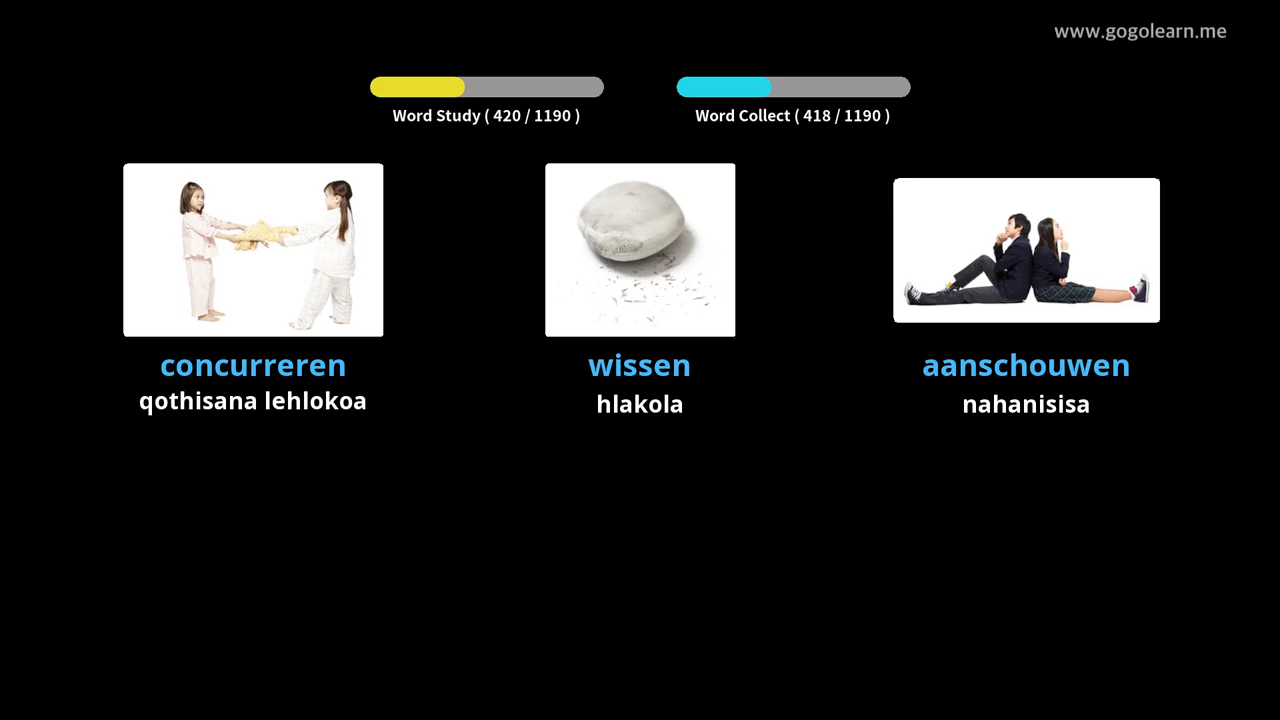 www.gogolearn.me
Word Study ( 420 / 1190 )
Word Collect ( 418 / 1190 )
concurreren
wissen
aanschouwen
qothisana lehlokoa
hlakola
nahanisisa